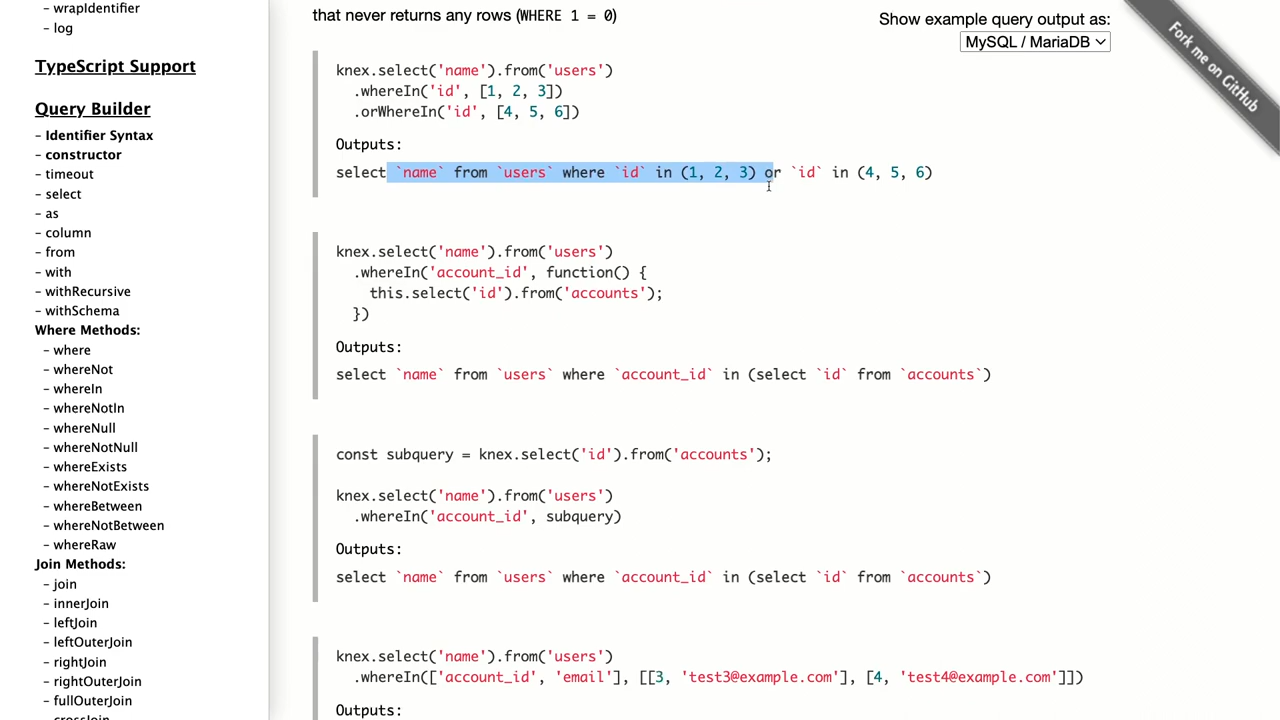 - wrapIdentifier
- log
TypeScript Support
Query Builder
- Identifier Syntax
- constructor
- timeout
- select
- as
- column
- from
- with
- withRecursive
- withSchema
Where Methods:
- where
- whereNot
- whereIn
- whereNotIn
- whereNull
- whereNotNull
- whereExists
- whereNotExists
- whereBetween
- whereNotBetween
- whereRaw
Join Methods:
- join
- innerJoin
- leftJoin
- leftOuterJoin
- rightJoin
- rightOuterJoin
- fullOuterJoin
- crossJoin
that never returns any rows (WHERE 1 = 0)
Show example query output as:
MySQL / MariaDB
Fork me on GitHub
knex.select('name').from('users')
.whereIn('id', [1, 2, 3])
.orWhereIn('id', [4, 5, 6])
Outputs:
select `name` from `users` where `id` in (1, 2, 3) or `id` in (4, 5, 6)
knex.select('name').from('users')
.whereIn('account_id', function() {
this.select('id').from('accounts');
})
Outputs:
select `name` from `users` where `account_id` in (select `id` from `accounts`)
const subquery = knex.select('id').from('accounts');
knex.select('name').from('users')
.whereIn('account_id', subquery)
Outputs:
select `name` from `users` where `account_id` in (select `id` from `accounts`)
knex.select('name').from('users')
.whereIn(['account_id', 'email'], [[3, 'test3@example.com'], [4, 'test4@example.com']])
Outputs: